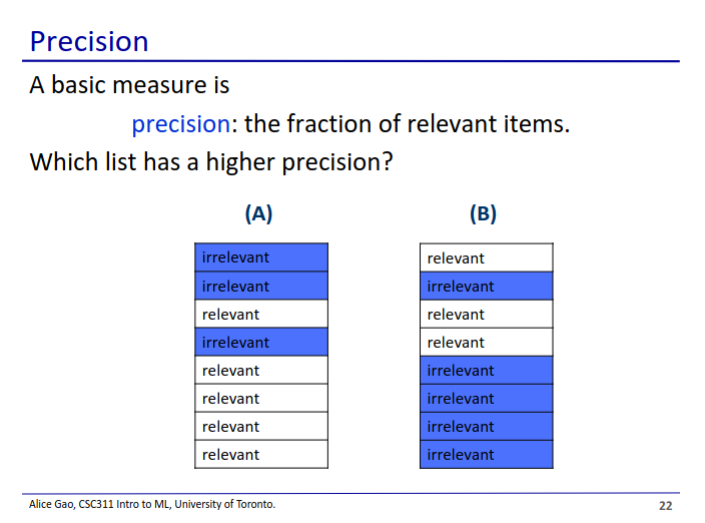 Precision
A basic measure is
precision: the fraction of relevant items.
Which list has a higher precision?
(A)
irrelevant
irrelevant
relevant
irrelevant
relevant
relevant
relevant
relevant
(B)
relevant
irrelevant
relevant
relevant
irrelevant
irrelevant
irrelevant
irrelevant
Alice Gao, CSC311 Intro to ML, University of Toronto.
22